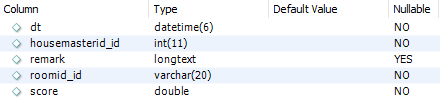 Column Type Default Value Nullable
dt datetime(6) NO
housemasterid_id int(11) NO
remark longtext YES
roomid_id varchar(20) NO
score double NO